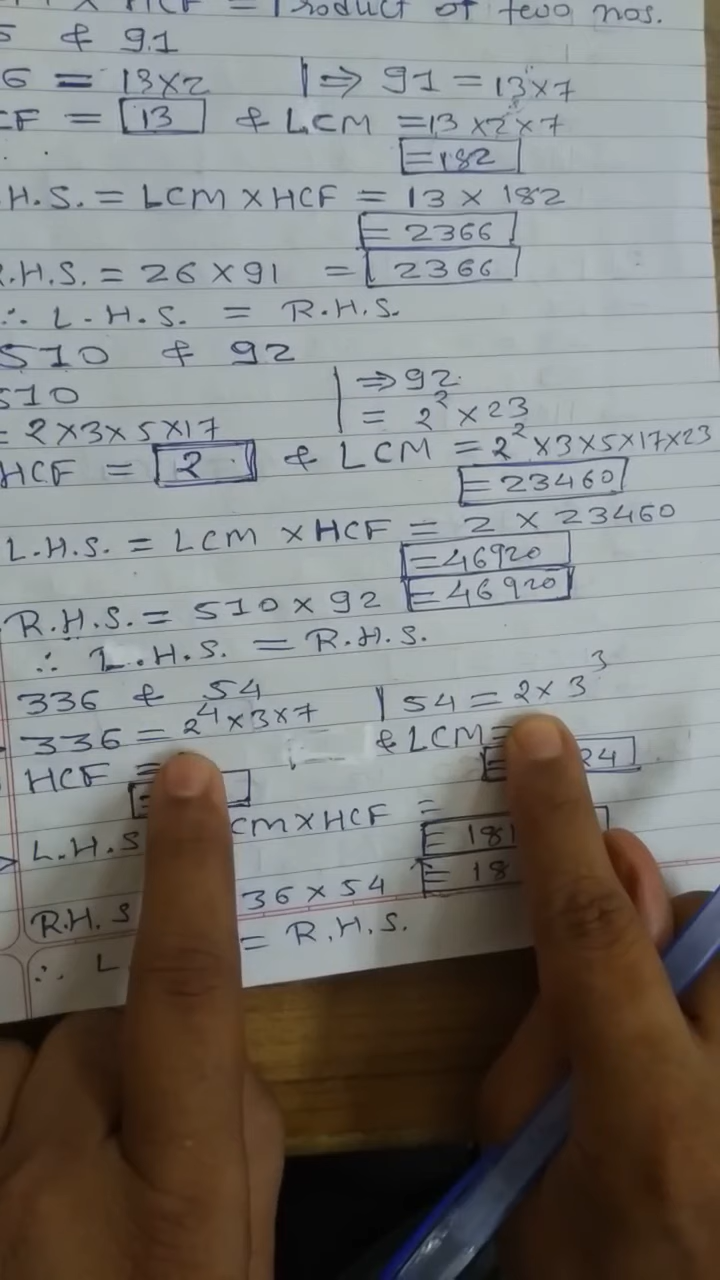 HCF = Product of two nos.
& 91
= 13×2 | ⇒ 91 = 13×7
= 13 & LCM = 13×2×7
= 182
.H.S. = LCM × HCF = 13 × 182
= 2366
.H.S. = 26 × 91 = 2366
∴ L.H.S. = R.H.S.
510 & 92
510 | ⇒ 92
= 2×3×5×17 | = 2² × 23
HCF = 2 & LCM = 2²×3×5×17×23
= 23460
L.H.S. = LCM × HCF = 2 × 23460
= 46920
R.H.S. = 510 × 92 = 46920
∴ L.H.S. = R.H.S.
336 & 54
336 = 2⁴×3×7 | 54 = 2×3³
HCF = & LCM =
= 24
L.H.S CM×HCF =
= 181
R.H.S 36×54 = 18
∴ L = R.H.S.